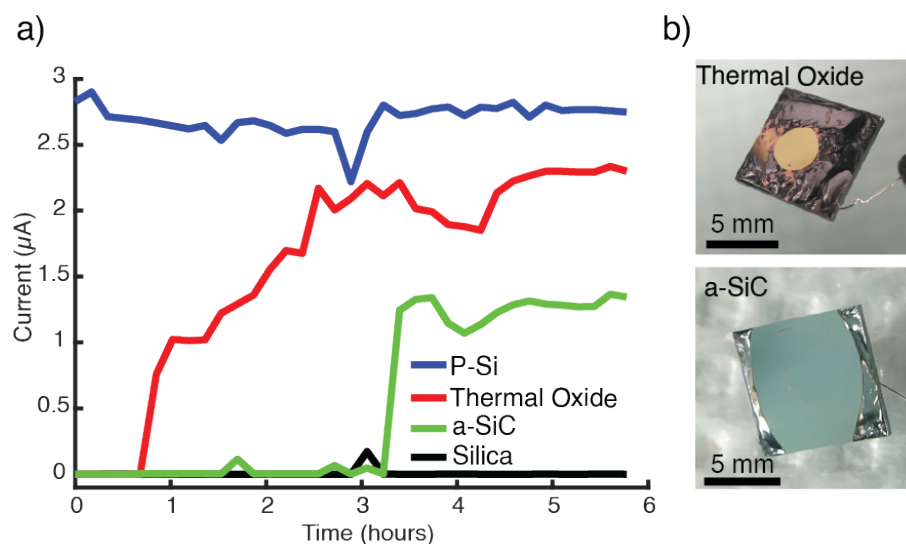 a)
b)
3
2.5
2
1.5
1
0.5
0
Current (µA)
0
1
2
3
4
5
6
Time (hours)
P-Si
Thermal Oxide
a-SiC
Silica
Thermal Oxide
5 mm
a-SiC
5 mm